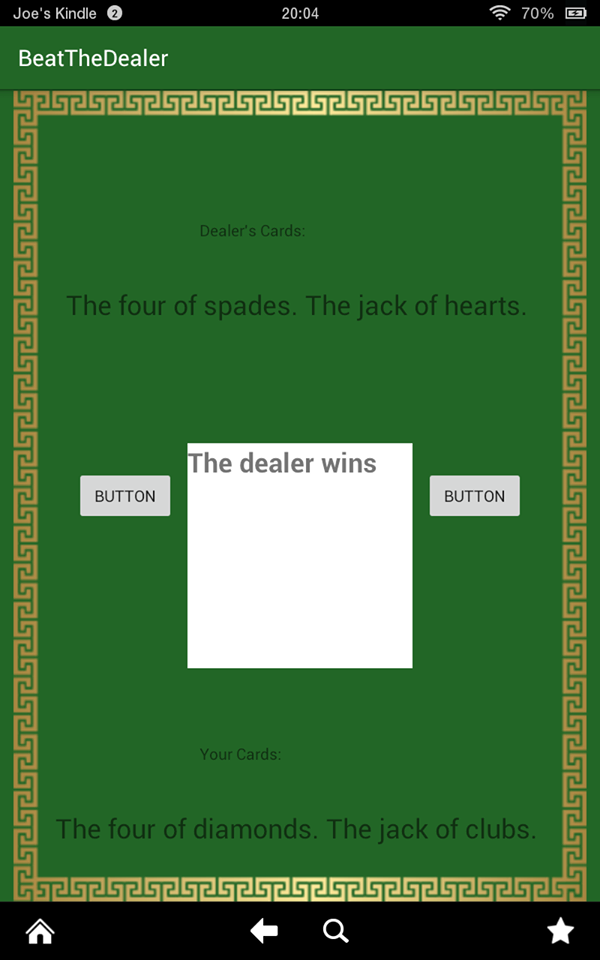 Joe's Kindle 2 20:04 70%
BeatTheDealer
Dealer's Cards:
The four of spades. The jack of hearts.
The dealer wins
BUTTON BUTTON
Your Cards:
The four of diamonds. The jack of clubs.